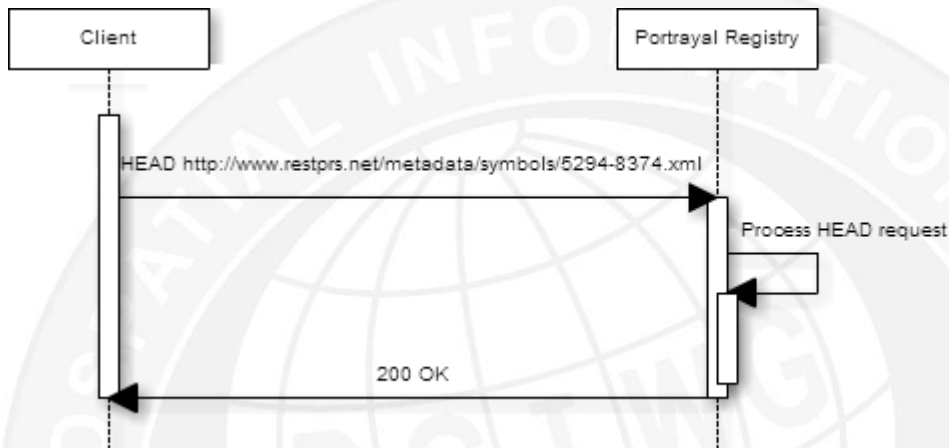 Client
Portrayal Registry
HEAD http://www.restprs.net/metadata/symbols/5294-8374.xml
Process HEAD request
200 OK